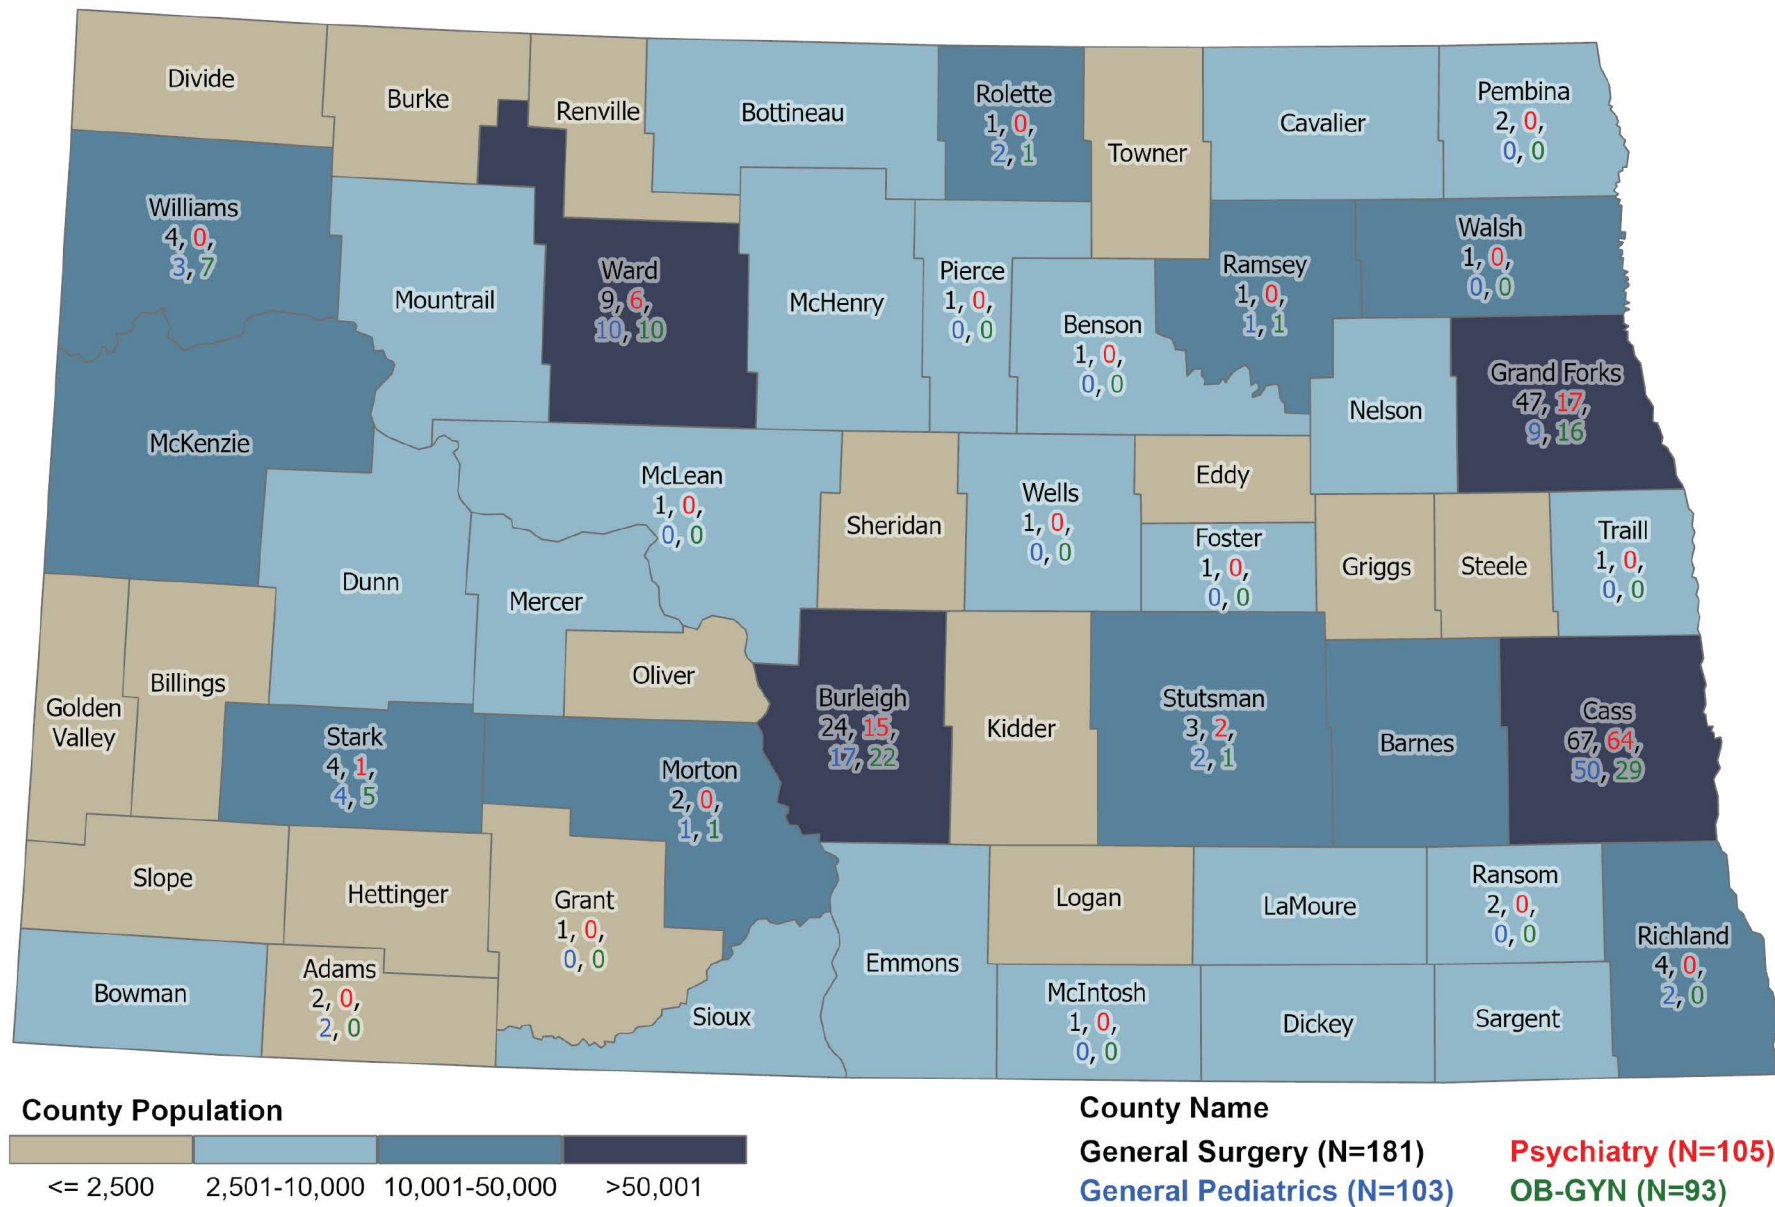 Divide
Burke
Renville
Bottineau
Rolette
1, 0,
2, 1
Towner
Cavalier
Pembina
2, 0,
0, 0
Williams
4, 0,
3, 7
Mountrail
Ward
9, 6,
10, 10
McHenry
Pierce
1, 0,
0, 0
Benson
1, 0,
0, 0
Ramsey
1, 0,
1, 1
Walsh
1, 0,
0, 0
McKenzie
Nelson
Grand Forks
47, 17,
9, 16
McLean
1, 0,
0, 0
Sheridan
Wells
1, 0,
0, 0
Eddy
Foster
1, 0,
0, 0
Griggs
Steele
Traill
1, 0,
0, 0
Dunn
Mercer
Oliver
Golden
Valley
Billings
Stark
4, 1,
4, 5
Morton
2, 0,
1, 1
Burleigh
24, 15,
17, 22
Kidder
Stutsman
3, 2,
2, 1
Barnes
Cass
67, 64,
50, 29
Slope
Hettinger
Grant
1, 0,
0, 0
Logan
LaMoure
Ransom
2, 0,
0, 0
Richland
4, 0,
2, 0
Bowman
Adams
2, 0,
2, 0
Sioux
Emmons
McIntosh
1, 0,
0, 0
Dickey
Sargent
County Population
<= 2,500 2,501-10,000 10,001-50,000 >50,001
County Name
General Surgery (N=181) Psychiatry (N=105)
General Pediatrics (N=103) OB-GYN (N=93)